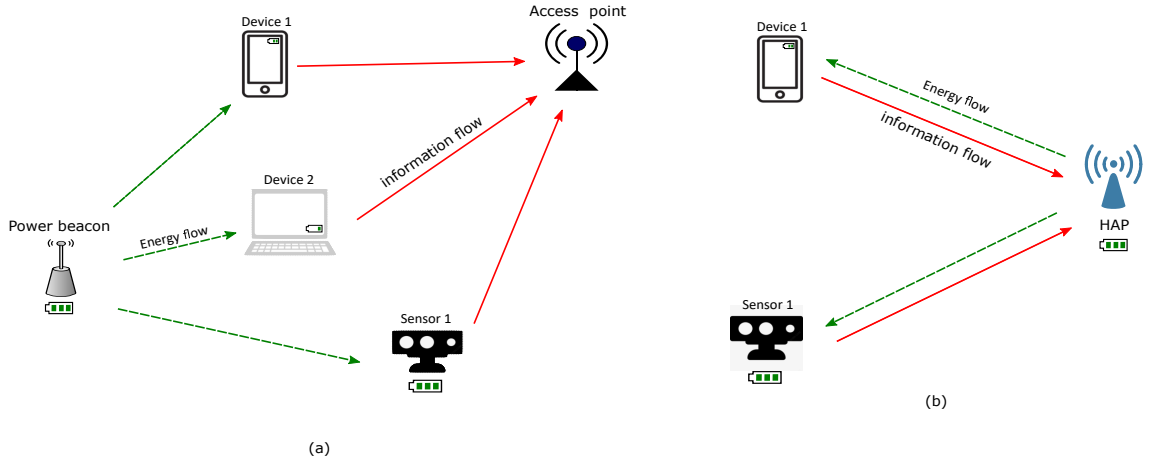 Access point
Device 1
information flow
Device 2
Power beacon
Energy flow
Sensor 1
(a)
Device 1
Energy flow
information flow
HAP
Sensor 1
(b)